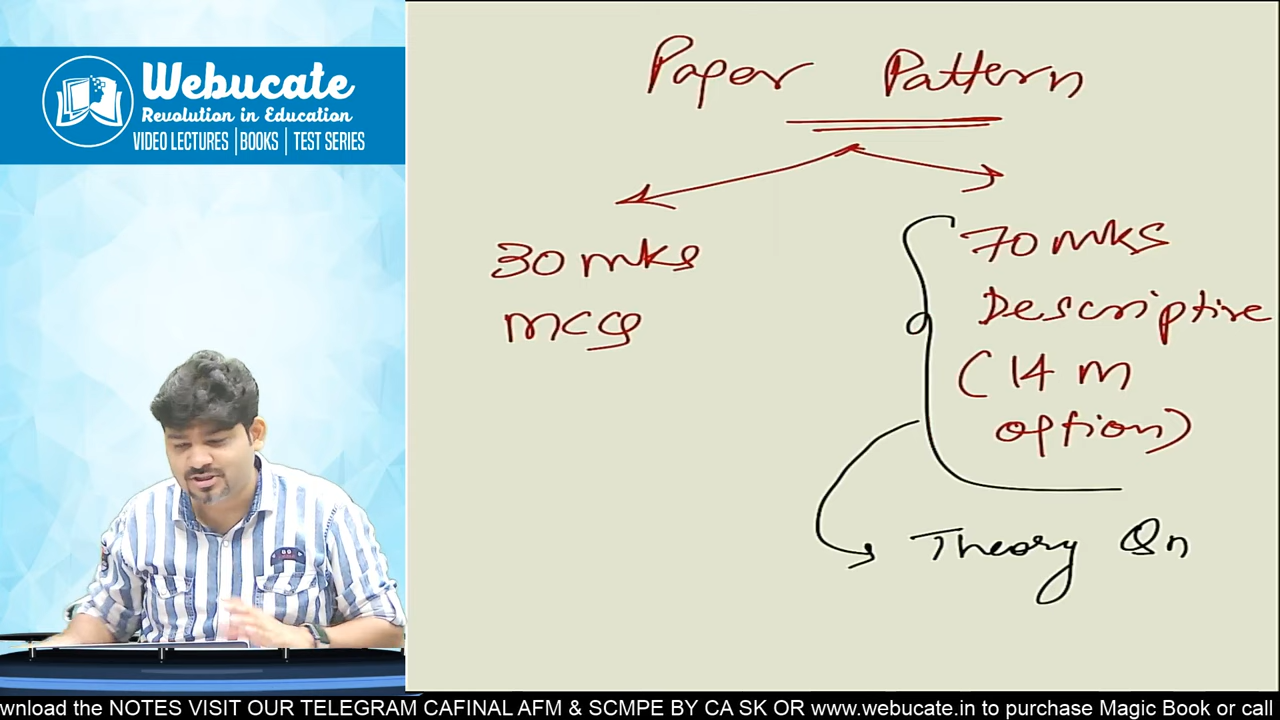 Webucate
Revolution in Education
VIDEO LECTURES | BOOKS | TEST SERIES
Paper Pattern
30 mks
mcq
70 mks
Descriptive
(14 m
option)
Theory Qn
wnload the NOTES VISIT OUR TELEGRAM CAFINAL AFM & SCMPE BY CA SK OR www.webucate.in to purchase Magic Book or call